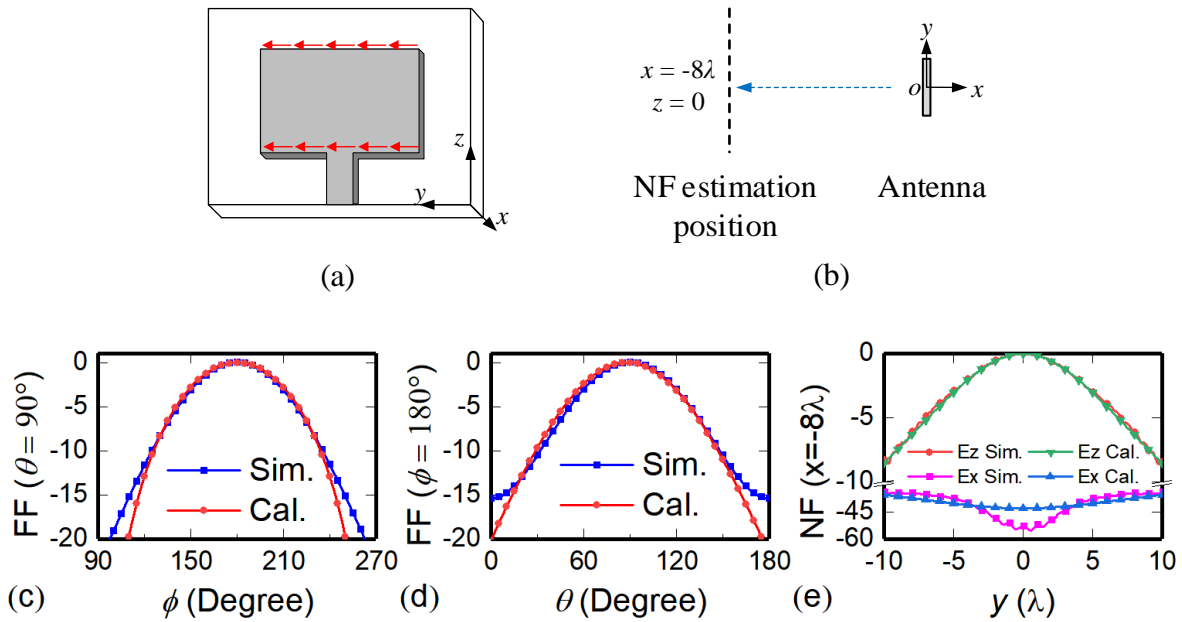 z
y
x
(a)
x = -8λ
z = 0
y
o
x
NF estimation
position
Antenna
(b)
FF (θ = 90°)
0
-5
-10
-15
-20
Sim.
Cal.
90
150
210
270
(c)
ϕ (Degree)
FF (ϕ = 180°)
0
-5
-10
-15
-20
Sim.
Cal.
0
60
120
180
(d)
θ (Degree)
NF (x=-8λ)
0
-5
-10
-45
-60
Ez Sim.
Ez Cal.
Ex Sim.
Ex Cal.
-10
-5
0
5
10
(e)
y (λ)